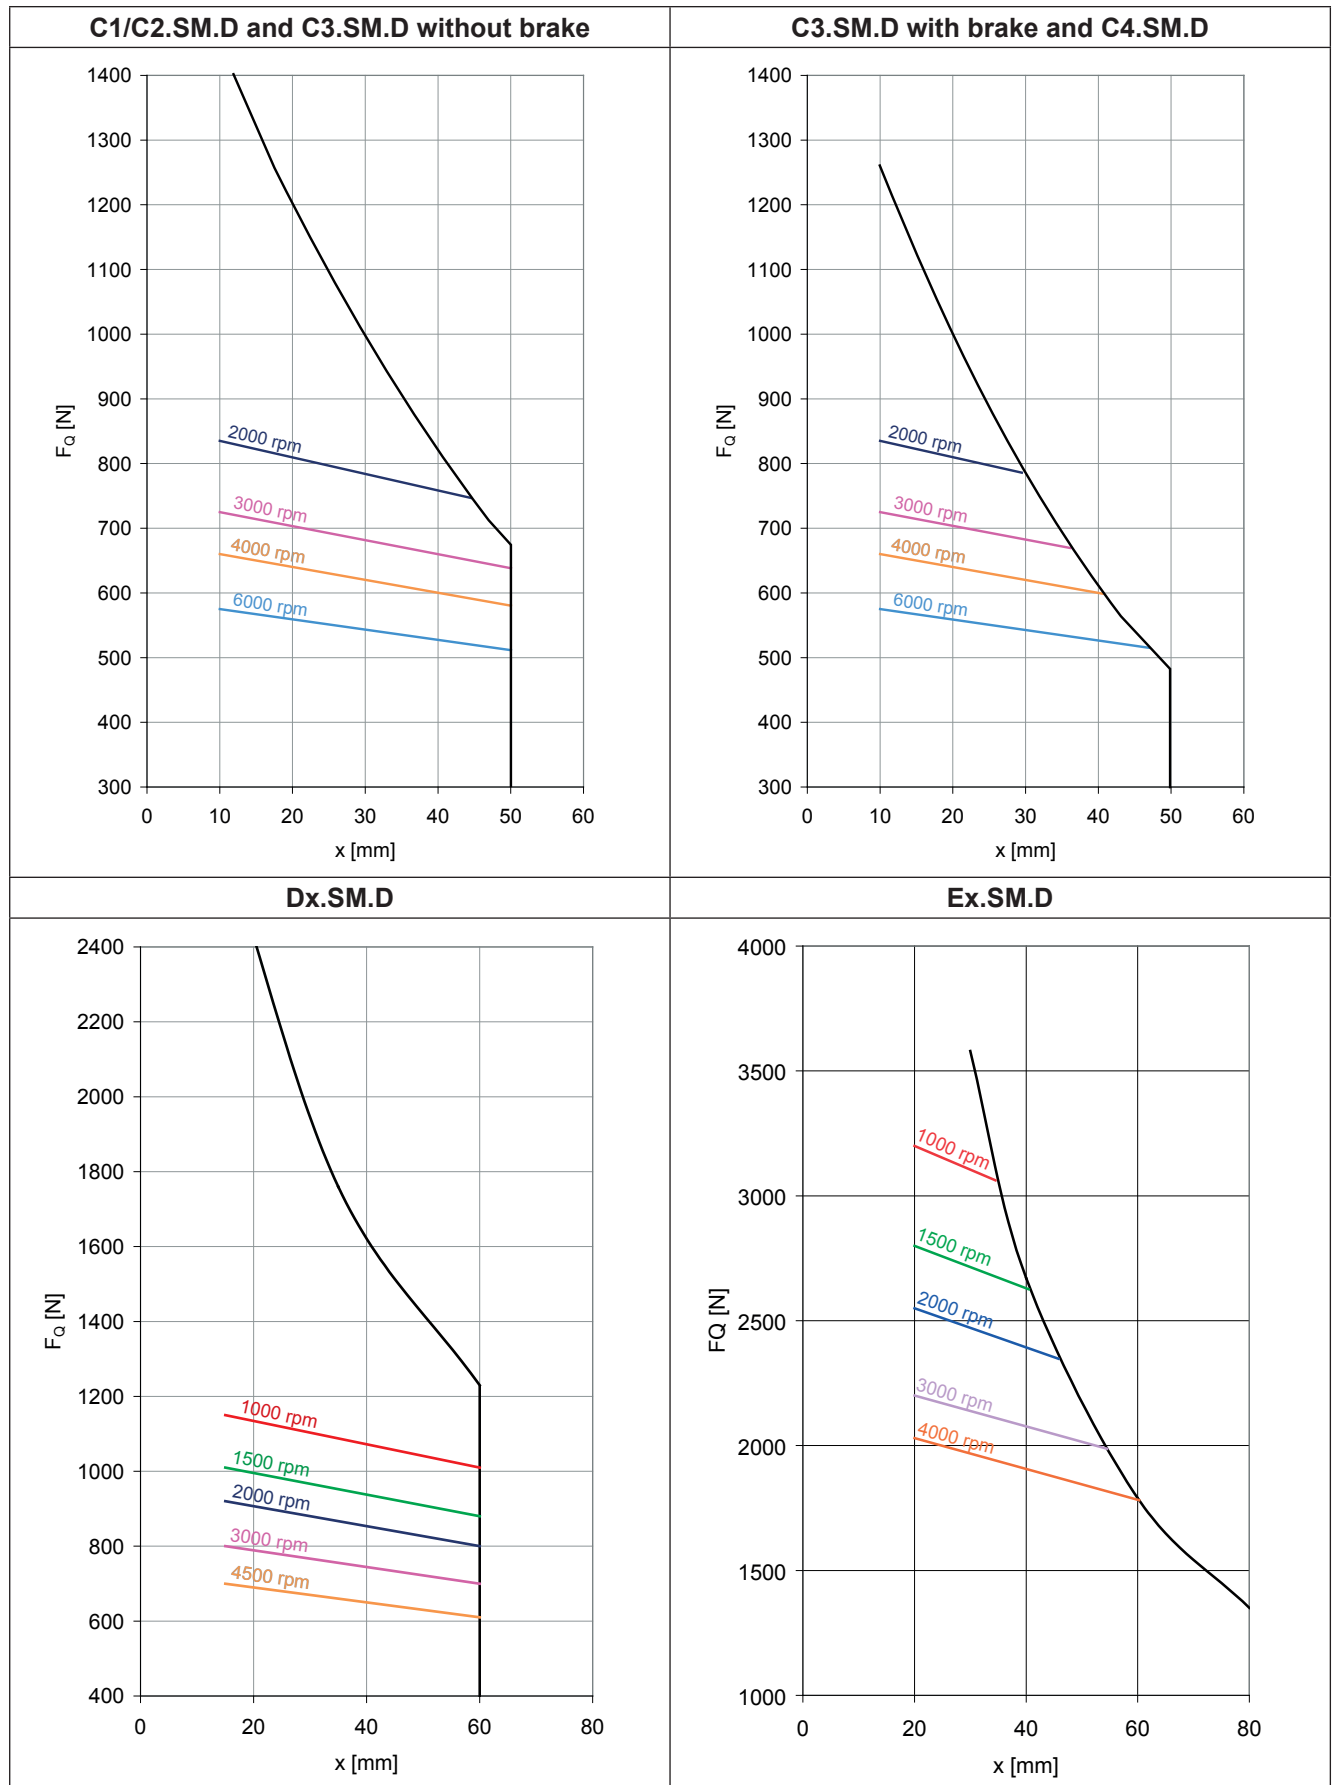 C1/C2.SM.D and C3.SM.D without brake
1400
1300
1200
1100
1000
900
800
700
600
500
400
300
F_Q [N]
2000 rpm
3000 rpm
4000 rpm
6000 rpm
0 10 20 30 40 50 60
x [mm]
C3.SM.D with brake and C4.SM.D
1400
1300
1200
1100
1000
900
800
700
600
500
400
300
F_Q [N]
2000 rpm
3000 rpm
4000 rpm
6000 rpm
0 10 20 30 40 50 60
x [mm]
Dx.SM.D
2400
2200
2000
1800
1600
1400
1200
1000
800
600
400
F_Q [N]
1000 rpm
1500 rpm
2000 rpm
3000 rpm
4500 rpm
0 20 40 60 80
x [mm]
Ex.SM.D
4000
3500
3000
2500
2000
1500
1000
FQ [N]
1000 rpm
1500 rpm
2000 rpm
3000 rpm
4000 rpm
0 20 40 60 80
x [mm]